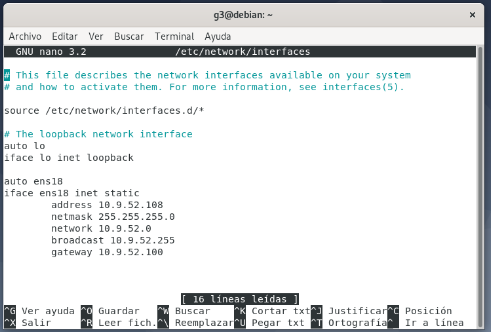 g3@debian: ~
Archivo Editar Ver Buscar Terminal Ayuda
GNU nano 3.2 /etc/network/interfaces
# This file describes the network interfaces available on your system
# and how to activate them. For more information, see interfaces(5).
source /etc/network/interfaces.d/*
# The loopback network interface
auto lo
iface lo inet loopback
auto ens18
iface ens18 inet static
address 10.9.52.108
netmask 255.255.255.0
network 10.9.52.0
broadcast 10.9.52.255
gateway 10.9.52.100
[ 16 líneas leídas ]
^G Ver ayuda ^O Guardar ^W Buscar ^K Cortar txt ^J Justificar ^C Posición
^X Salir ^R Leer fich. ^\ Reemplazar ^U Pegar txt ^T Ortografía ^_ Ir a línea